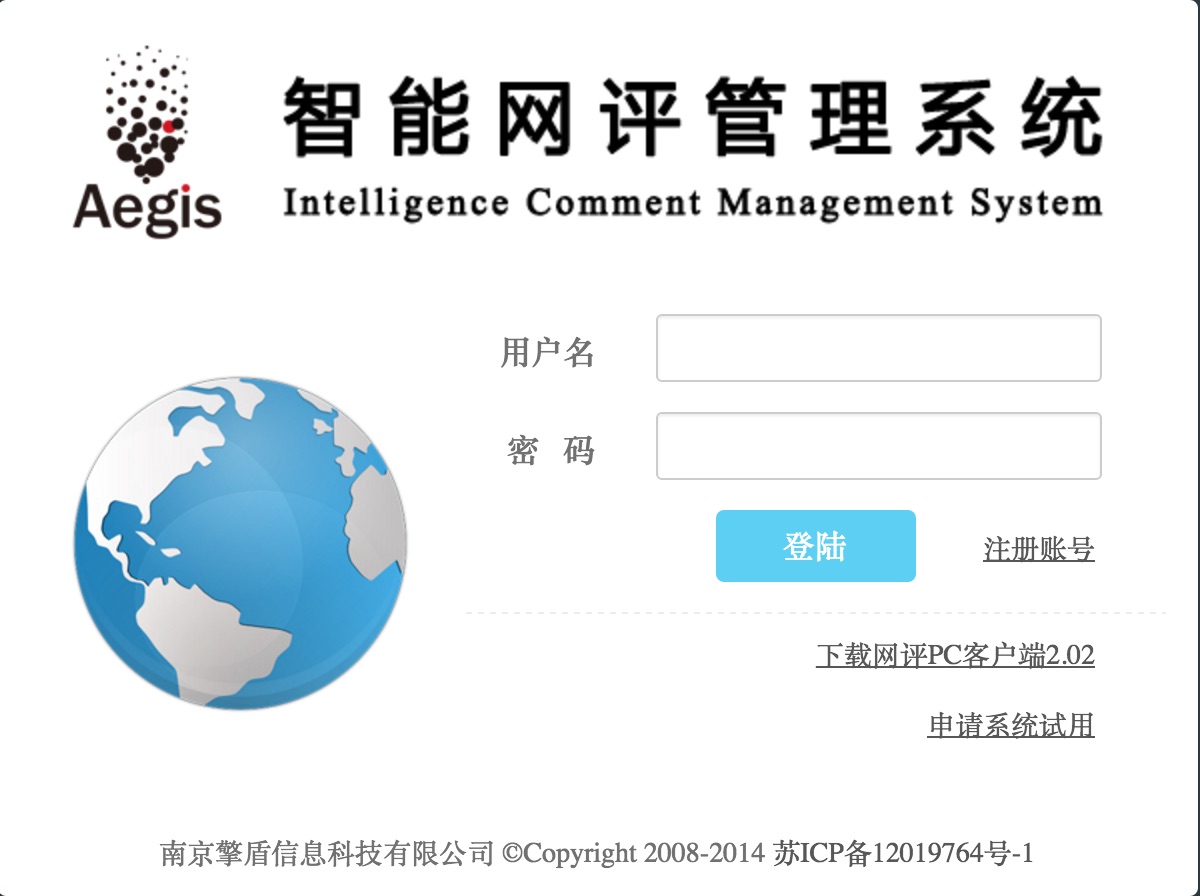 智能网评管理系统
Aegis
Intelligence Comment Management System
用户名
密 码
登陆
注册账号
下载网评PC客户端2.02
申请系统试用
南京擎盾信息科技有限公司 ©Copyright 2008-2014 苏ICP备12019764号-1